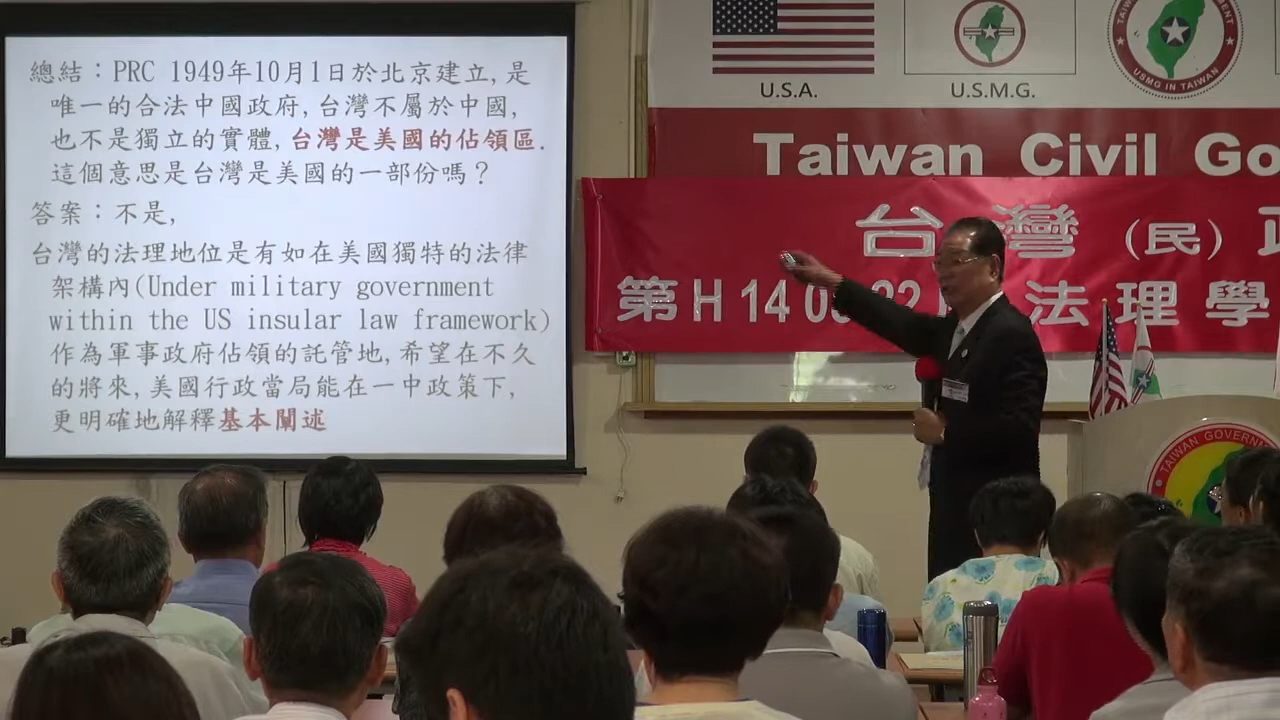 總結：PRC 1949年10月1日於北京建立,是
唯一的合法中國政府,台灣不屬於中國,
也不是獨立的實體,台灣是美國的佔領區.
這個意思是台灣是美國的一部份嗎？
答案：不是,
台灣的法理地位是有如在美國獨特的法律
架構內(Under military government
within the US insular law framework)
作為軍事政府佔領的託管地,希望在不久
的將來,美國行政當局能在一中政策下,
更明確地解釋基本闡述
U.S.A.
U.S.M.G.
USMG IN TAIWAN
Taiwan Civil Go
台灣（民）
第H14
法理學
TAIWAN GOVERN